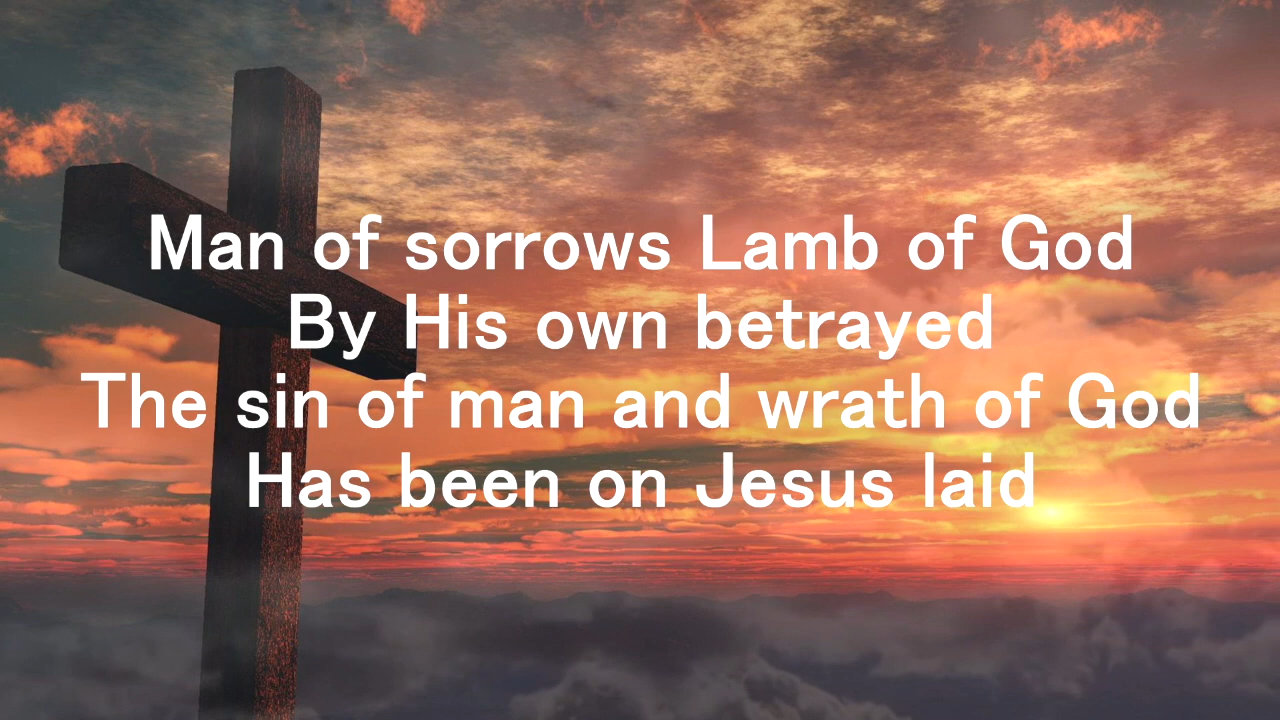 Man of sorrows Lamb of God
By His own betrayed
The sin of man and wrath of God
Has been on Jesus laid